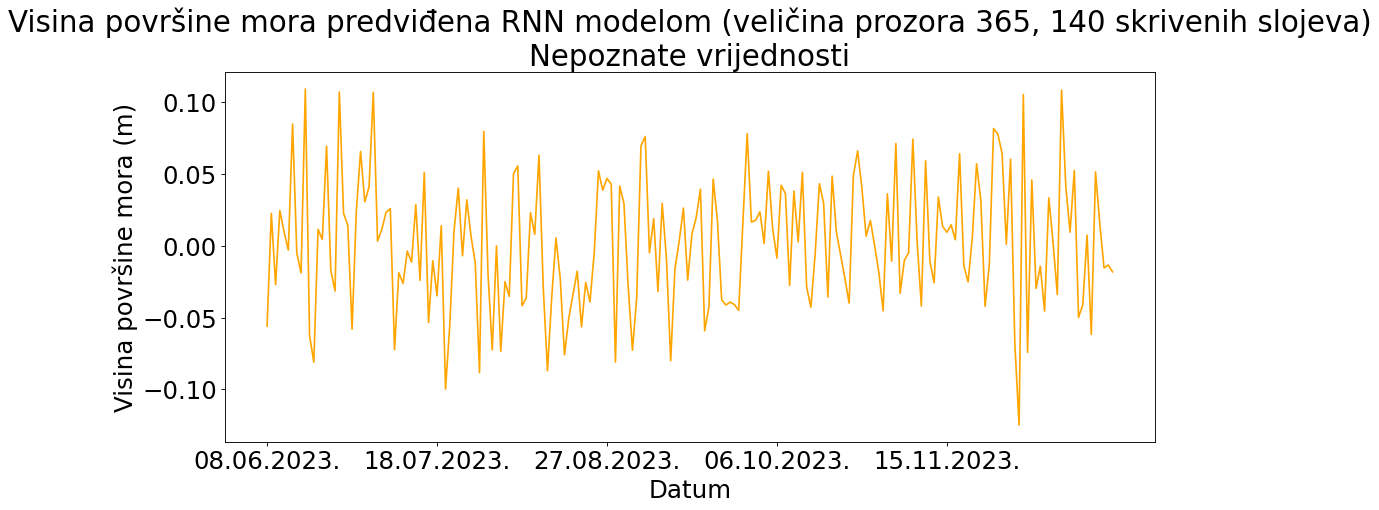 Visina površine mora predviđena RNN modelom (veličina prozora 365, 140 skrivenih slojeva)
Nepoznate vrijednosti
Visina površine mora (m)
0.10
0.05
0.00
−0.05
−0.10
08.06.2023. 18.07.2023. 27.08.2023. 06.10.2023. 15.11.2023.
Datum